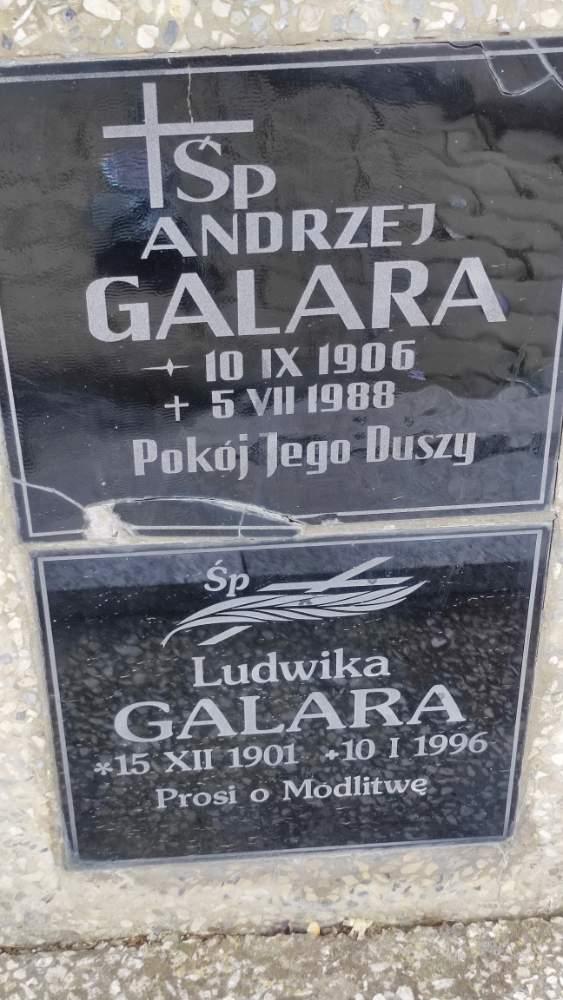 Śp
ANDRZEJ
GALARA
10 IX 1906
+ 5 VII 1988
Pokój Jego Duszy
Śp
Ludwika
GALARA
*15 XII 1901 +10 I 1996
Prosi o Modlitwę